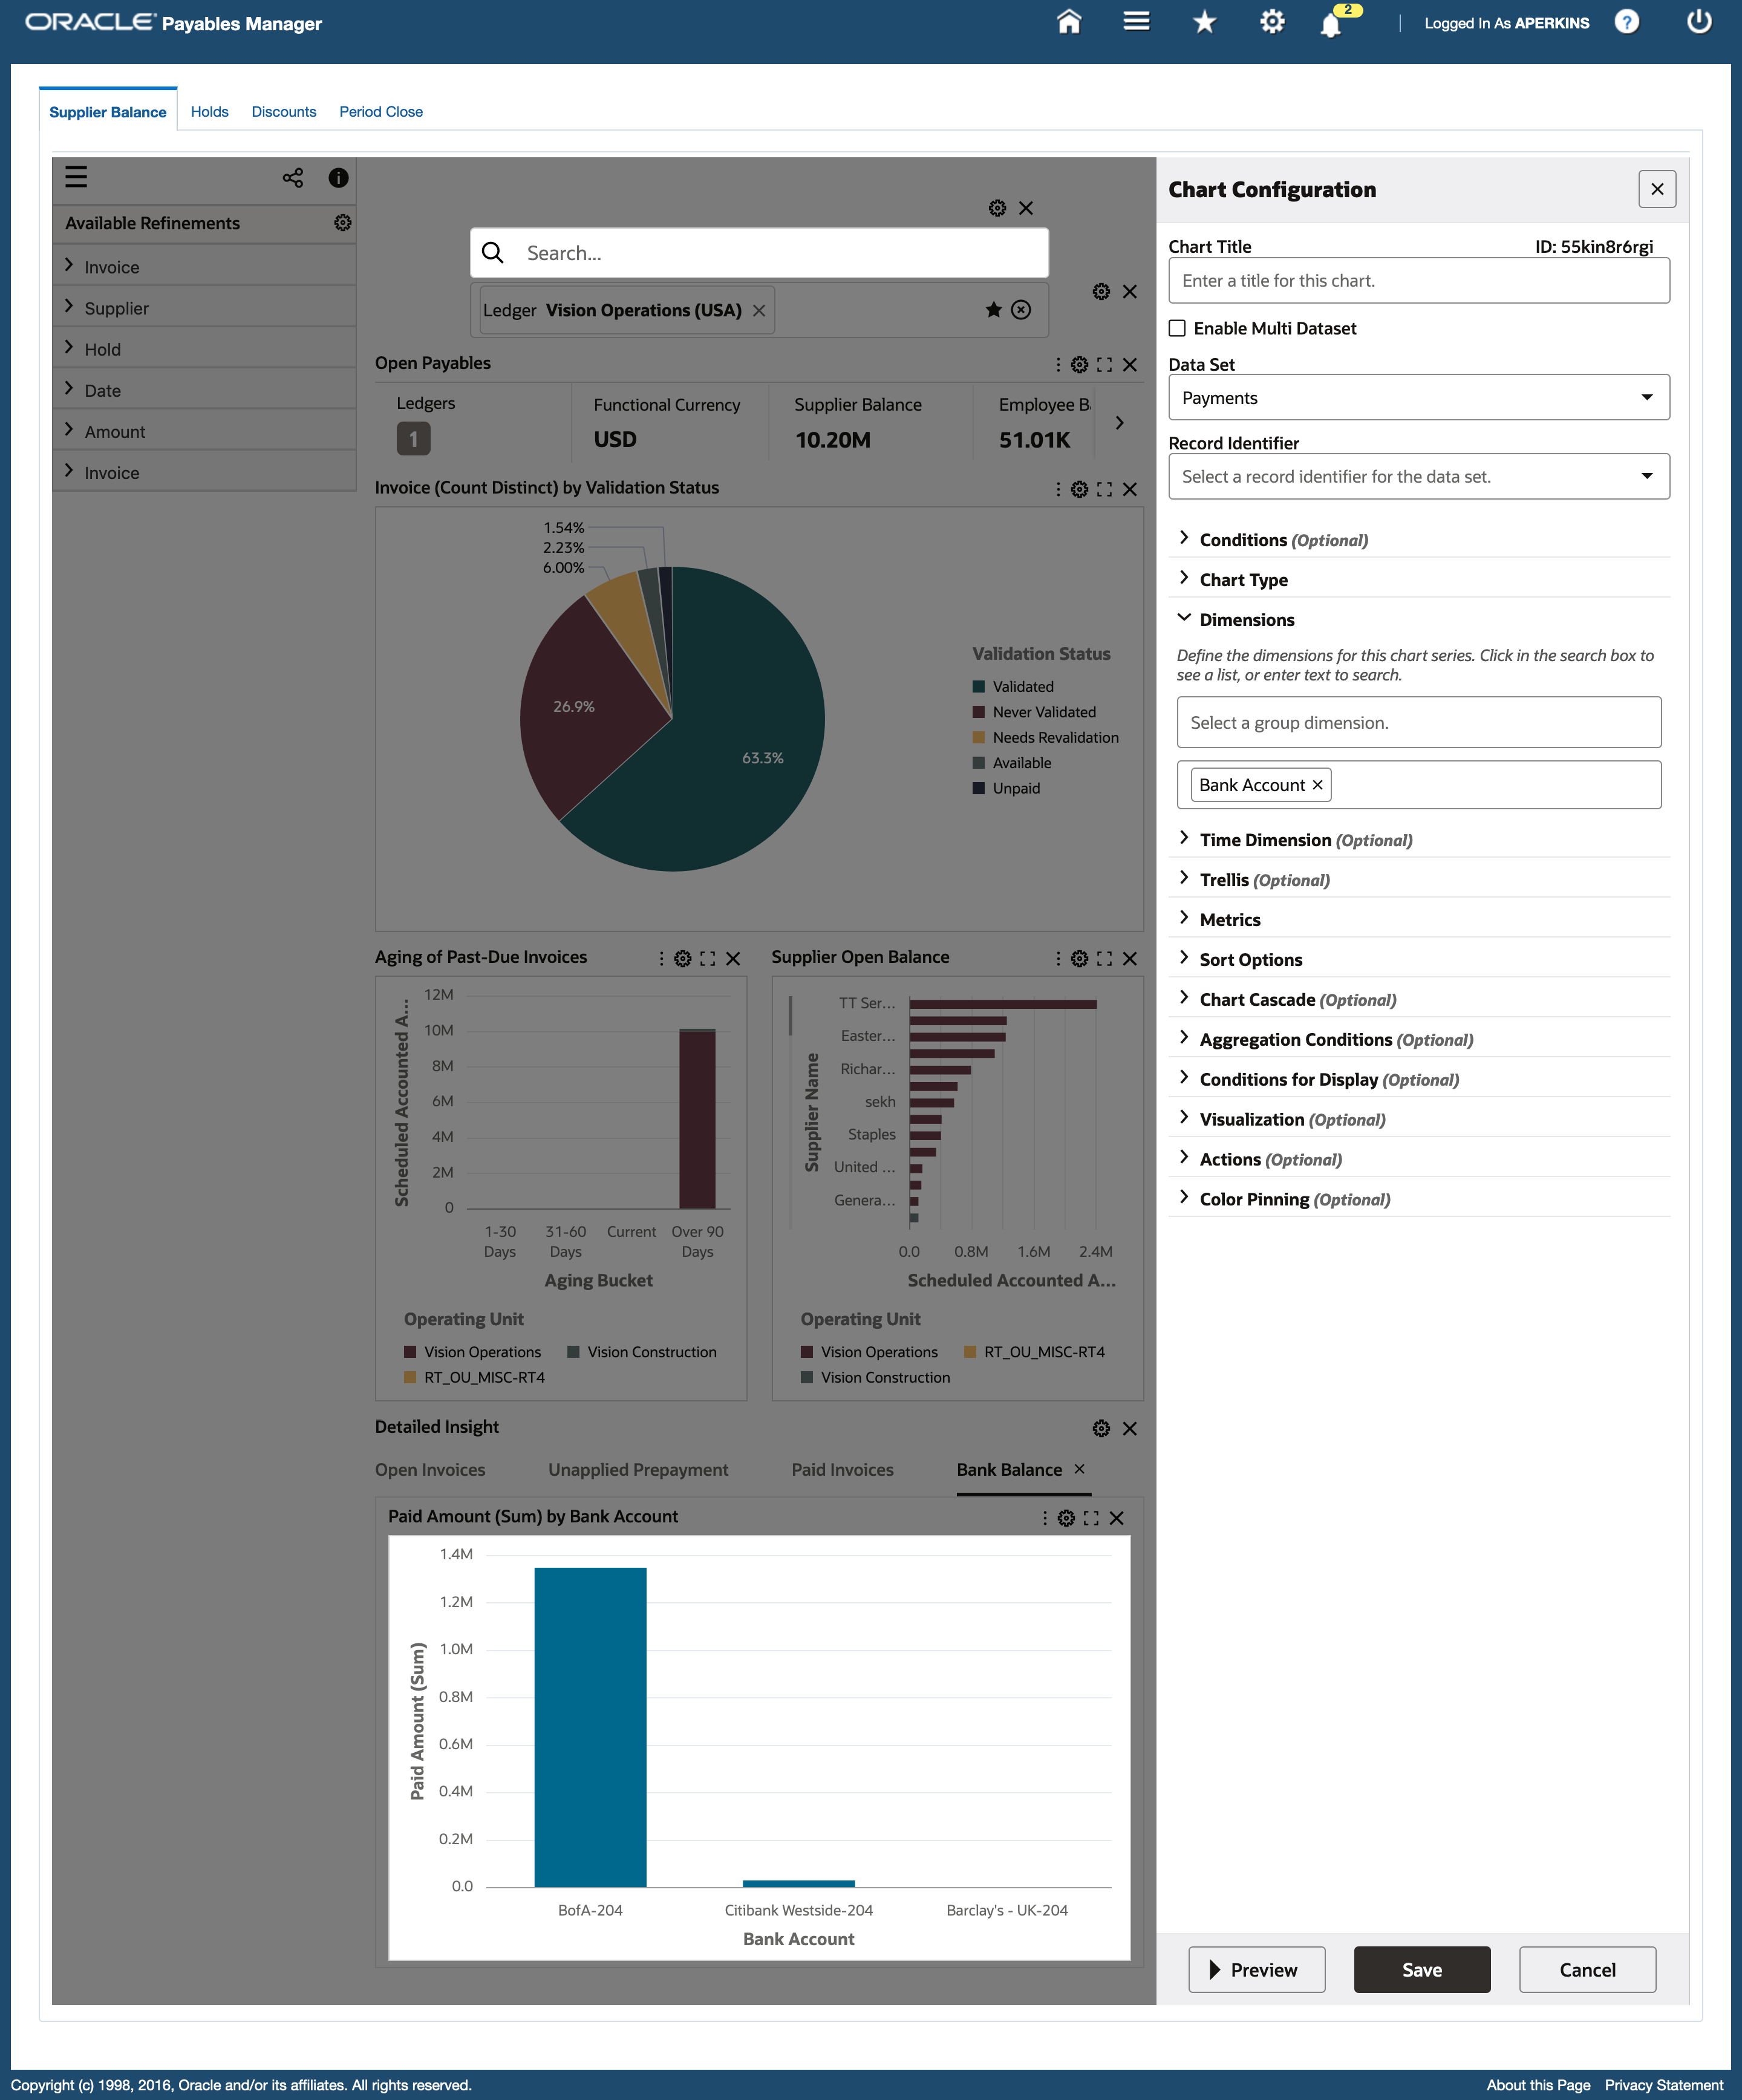 ORACLE Payables Manager
2
Logged In As APERKINS
Supplier Balance
Holds
Discounts
Period Close
Available Refinements
Invoice
Supplier
Hold
Date
Amount
Invoice
Search...
Ledger Vision Operations (USA)
Open Payables
Ledgers
1
Functional Currency
USD
Supplier Balance
10.20M
Employee B
51.01K
Invoice (Count Distinct) by Validation Status
1.54%
2.23%
6.00%
26.9%
63.3%
Validation Status
Validated
Never Validated
Needs Revalidation
Available
Unpaid
Aging of Past-Due Invoices
Scheduled Accounted A...
12M
10M
8M
6M
4M
2M
0
1-30 Days
31-60 Days
Current
Over 90 Days
Aging Bucket
Operating Unit
Vision Operations
Vision Construction
RT_OU_MISC-RT4
Supplier Open Balance
Supplier Name
TT Ser...
Easter...
Richar...
sekh
Staples
United ...
Genera...
0.0
0.8M
1.6M
2.4M
Scheduled Accounted A...
Operating Unit
Vision Operations
RT_OU_MISC-RT4
Vision Construction
Detailed Insight
Open Invoices
Unapplied Prepayment
Paid Invoices
Bank Balance
Paid Amount (Sum) by Bank Account
Paid Amount (Sum)
1.4M
1.2M
1.0M
0.8M
0.6M
0.4M
0.2M
0.0
BofA-204
Citibank Westside-204
Barclay's - UK-204
Bank Account
Chart Configuration
Chart Title
ID: 55kin8r6rgi
Enter a title for this chart.
Enable Multi Dataset
Data Set
Payments
Record Identifier
Select a record identifier for the data set.
Conditions (Optional)
Chart Type
Dimensions
Define the dimensions for this chart series. Click in the search box to
see a list, or enter text to search.
Select a group dimension.
Bank Account
Time Dimension (Optional)
Trellis (Optional)
Metrics
Sort Options
Chart Cascade (Optional)
Aggregation Conditions (Optional)
Conditions for Display (Optional)
Visualization (Optional)
Actions (Optional)
Color Pinning (Optional)
Preview
Save
Cancel
Copyright (c) 1998, 2016, Oracle and/or its affiliates. All rights reserved.
About this Page
Privacy Statement